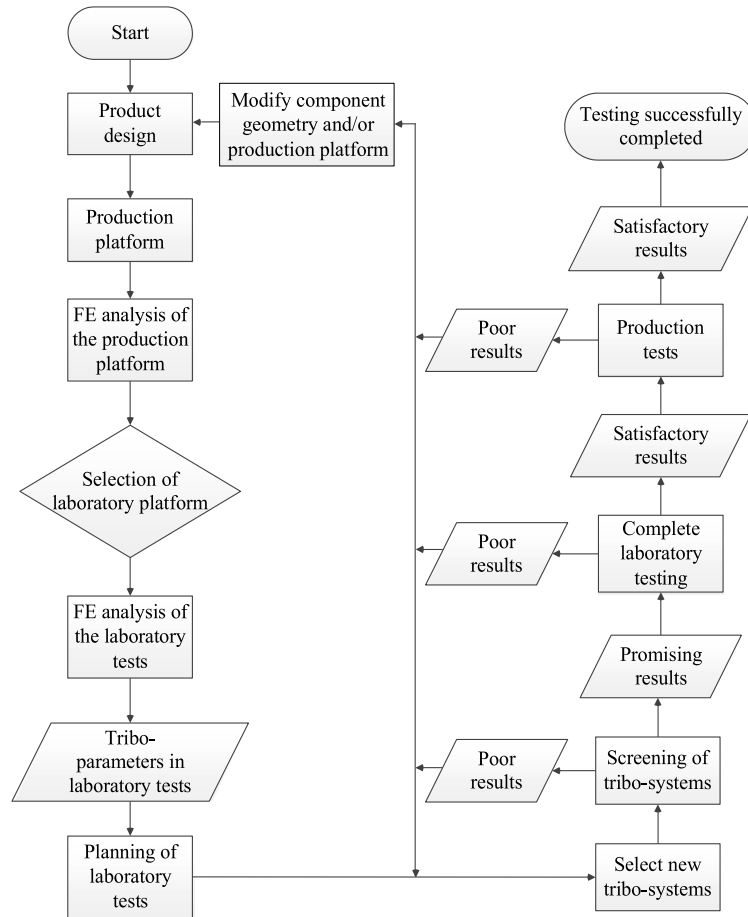 Start
Product
design
Modify component
geometry and/or
production platform
Production
platform
FE analysis of
the production
platform
Selection of
laboratory platform
FE analysis of
the laboratory
tests
Tribo-
parameters in
laboratory tests
Planning of
laboratory
tests
Testing successfully
completed
Satisfactory
results
Production
tests
Poor
results
Satisfactory
results
Complete
laboratory
testing
Poor
results
Promising
results
Screening of
tribo-systems
Poor
results
Select new
tribo-systems